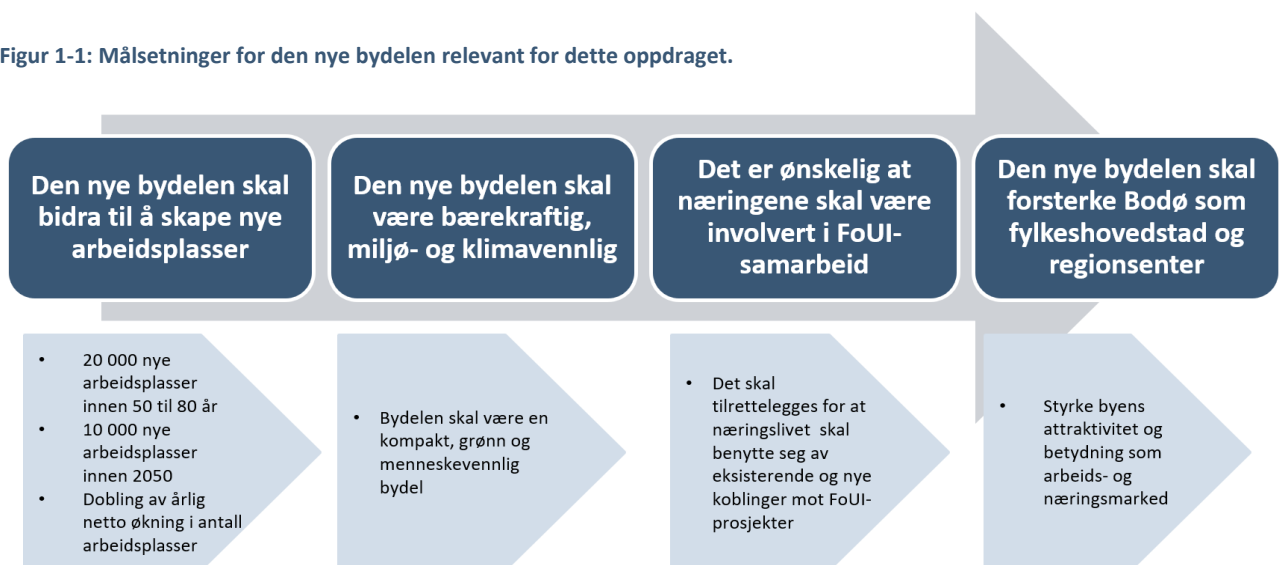 Figur 1-1: Målsetninger for den nye bydelen relevant for dette oppdraget.
Den nye bydelen skal
bidra til å skape nye
arbeidsplasser
Den nye bydelen skal
være bærekraftig,
miljø- og klimavennlig
Det er ønskelig at
næringene skal være
involvert i FoUI-
samarbeid
Den nye bydelen skal
forsterke Bodø som
fylkeshovedstad og
regionsenter
• 20 000 nye
arbeidsplasser
innen 50 til 80 år
• 10 000 nye
arbeidsplasser
innen 2050
• Dobling av årlig
netto økning i antall
arbeidsplasser
• Bydelen skal være en
kompakt, grønn og
menneskevennlig
bydel
• Det skal
tilrettelegges for at
næringslivet skal
benytte seg av
eksisterende og nye
koblinger mot FoUI-
prosjekter
• Styrke byens
attraktivitet og
betydning som
arbeids- og
næringsmarked